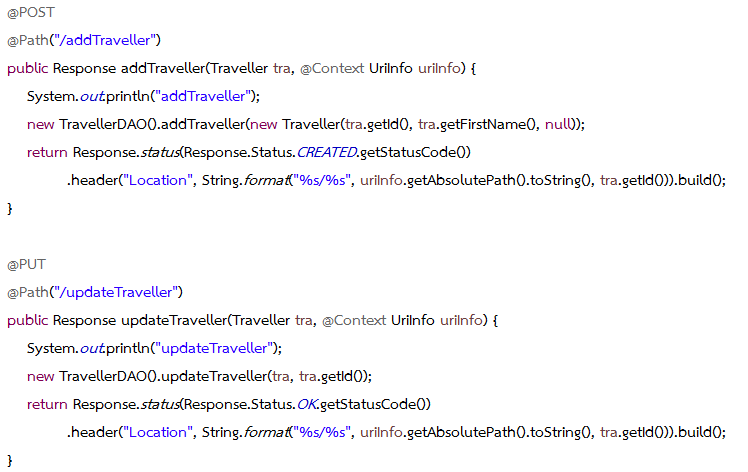 @POST
@Path("/addTraveller")
public Response addTraveller(Traveller tra, @Context UriInfo uriInfo) {
System.out.println("addTraveller");
new TravellerDAO().addTraveller(new Traveller(tra.getId(), tra.getFirstName(), null));
return Response.status(Response.Status.CREATED.getStatusCode())
.header("Location", String.format("%s/%s", uriInfo.getAbsolutePath().toString(), tra.getId())).build();
}
@PUT
@Path("/updateTraveller")
public Response updateTraveller(Traveller tra, @Context UriInfo uriInfo) {
System.out.println("updateTraveller");
new TravellerDAO().updateTraveller(tra, tra.getId());
return Response.status(Response.Status.OK.getStatusCode())
.header("Location", String.format("%s/%s", uriInfo.getAbsolutePath().toString(), tra.getId())).build();
}